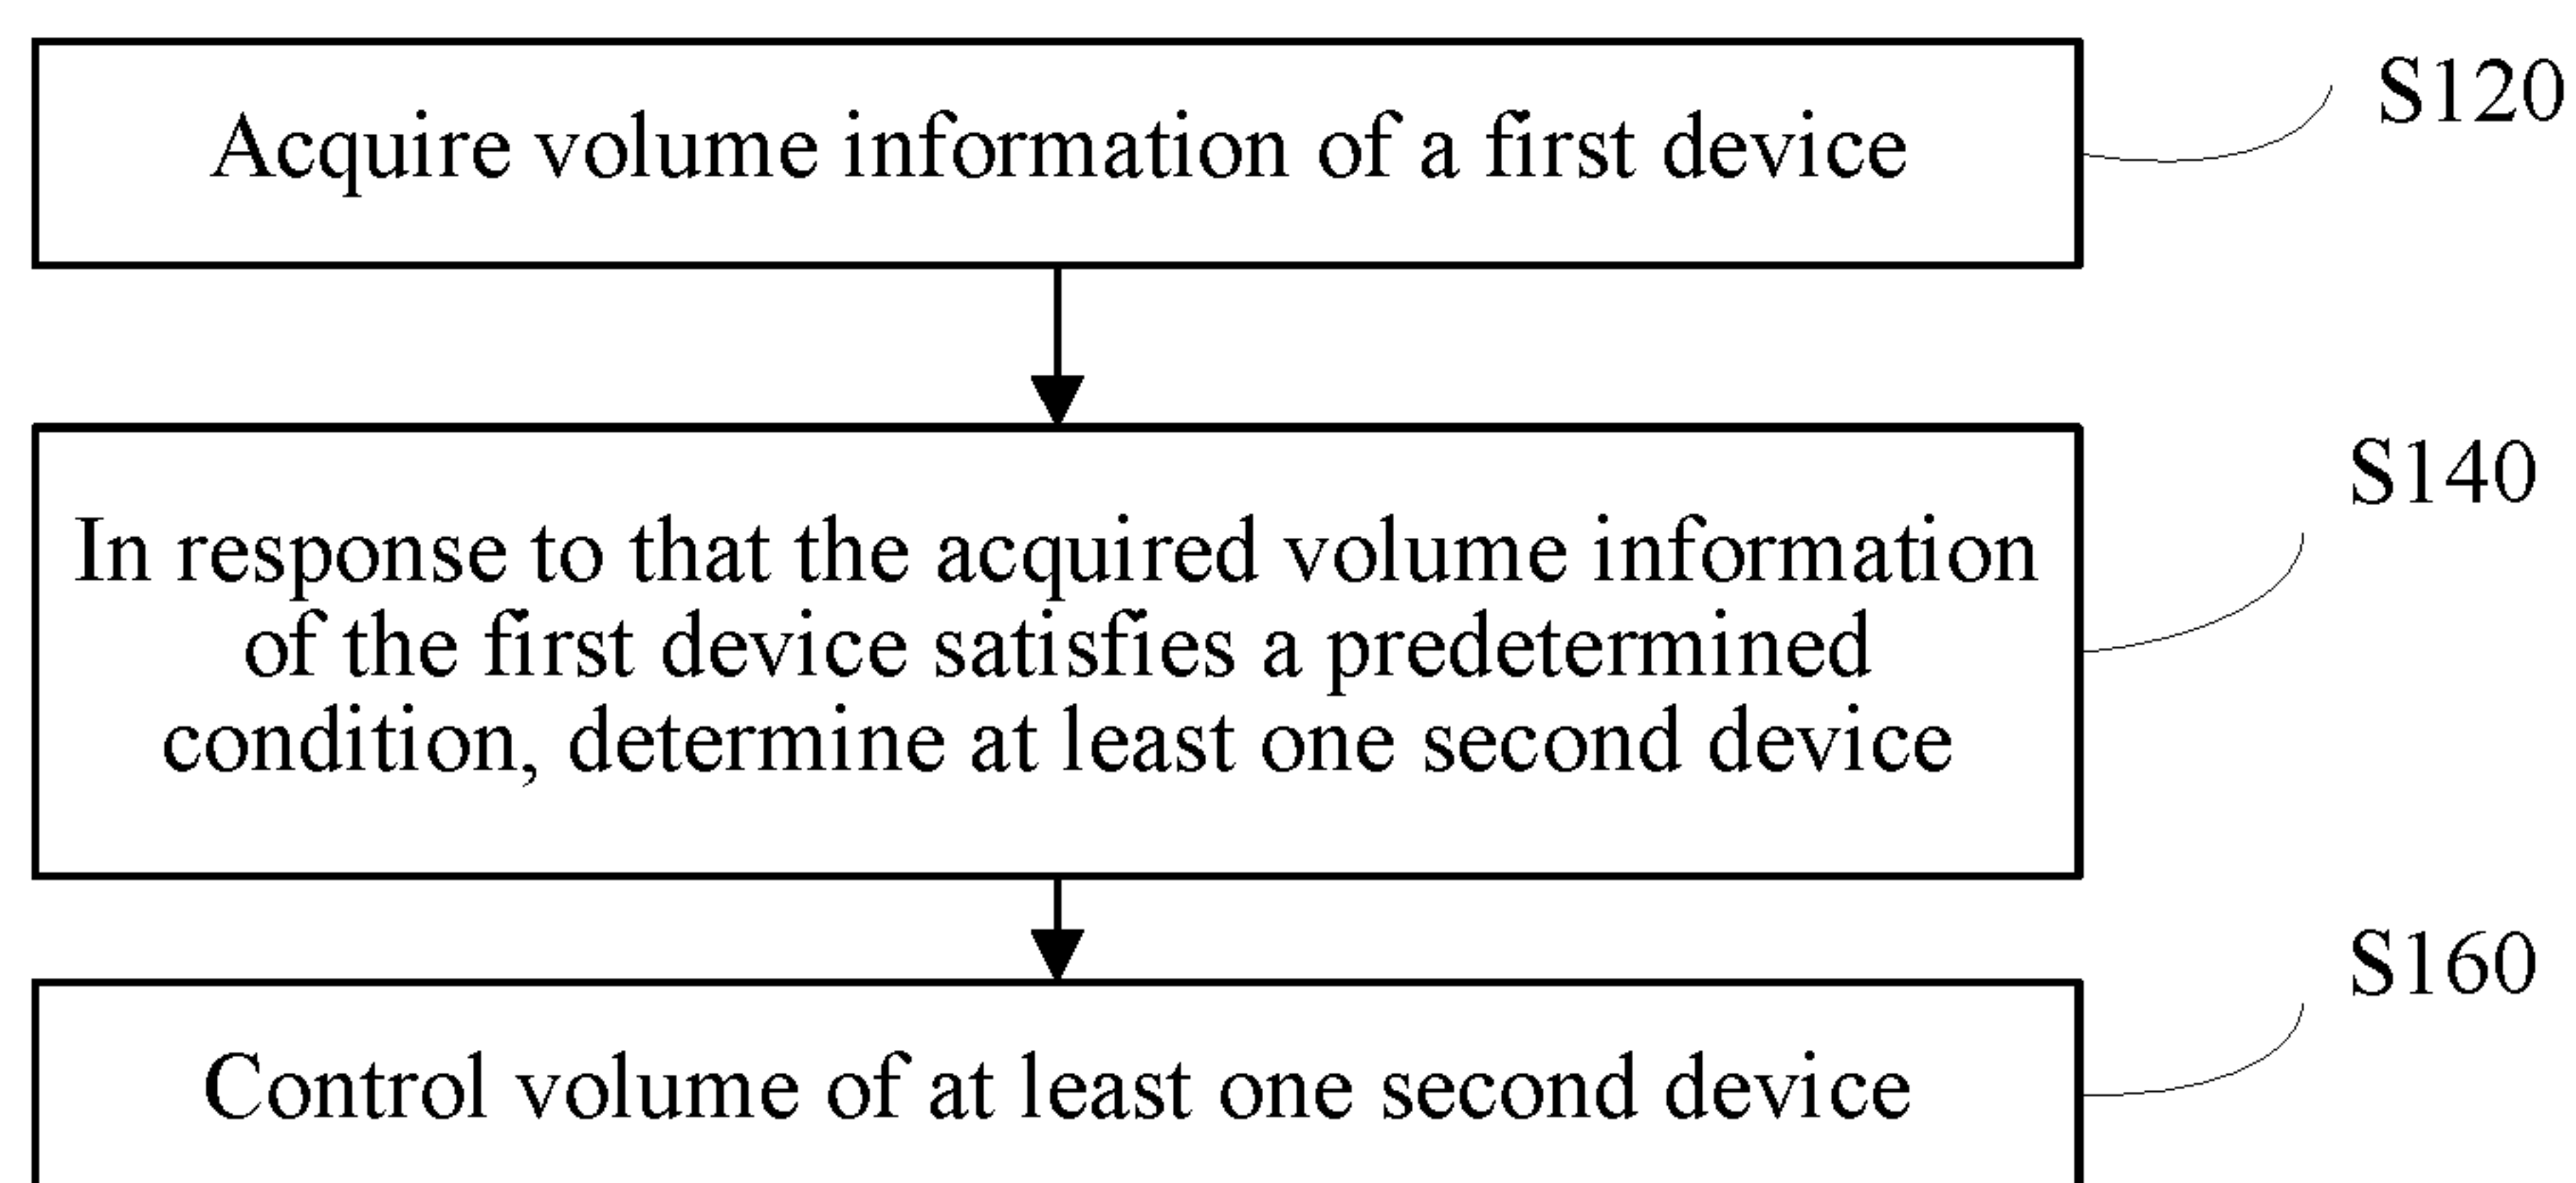 Acquire volume information of a first device
S120
In response to that the acquired volume information
of the first device satisfies a predetermined
condition, determine at least one second device
S140
Control volume of at least one second device
S160